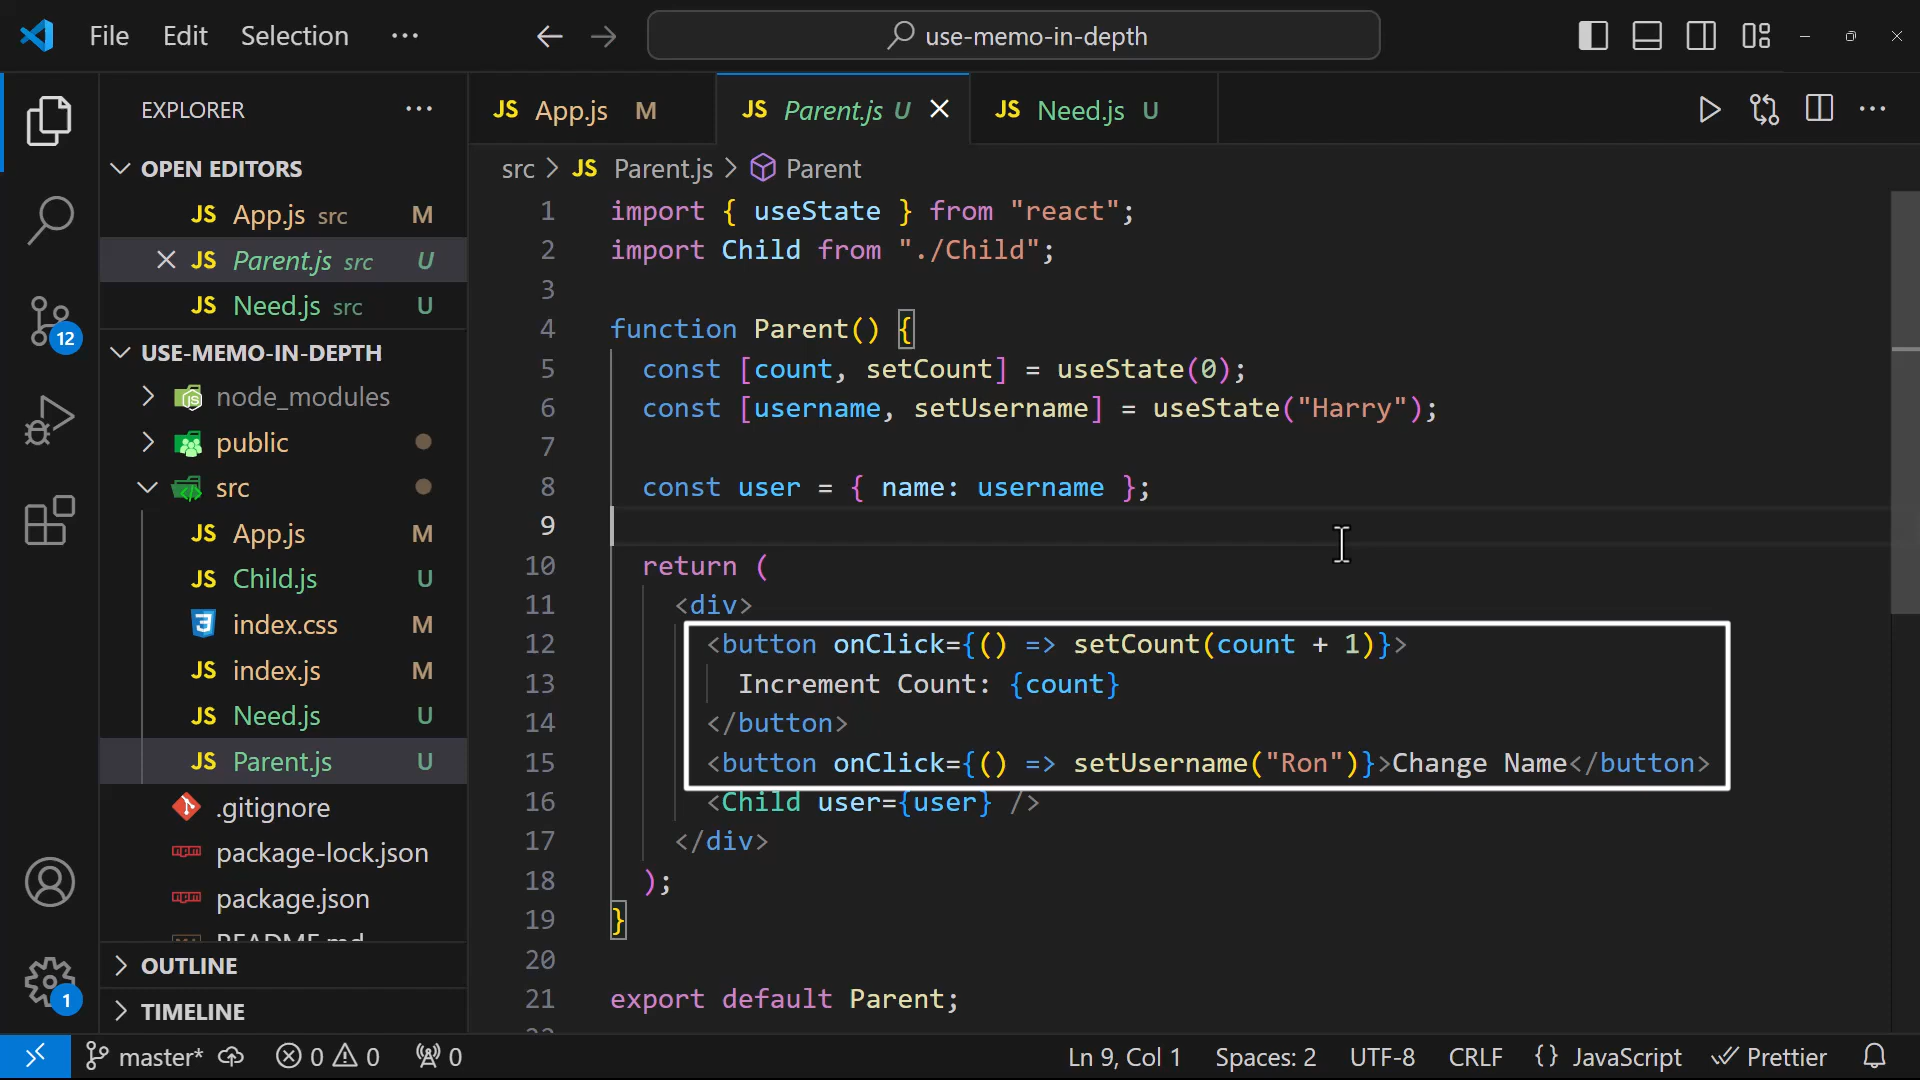 File Edit Selection ···
use-memo-in-depth
EXPLORER ···
OPEN EDITORS
JS App.js src M
JS Parent.js src U
JS Need.js src U
USE-MEMO-IN-DEPTH
node_modules
public
src
JS App.js M
JS Child.js U
index.css M
JS index.js M
JS Need.js U
JS Parent.js U
.gitignore
package-lock.json
package.json
README.md
OUTLINE
TIMELINE
12
1
JS App.js M
JS Parent.js U
JS Need.js U
src > JS Parent.js > Parent
1 import { useState } from "react";
2 import Child from "./Child";
3
4 function Parent() {
5 const [count, setCount] = useState(0);
6 const [username, setUsername] = useState("Harry");
7
8 const user = { name: username };
9
10 return (
11 <div>
12 <button onClick={() => setCount(count + 1)}>
13 Increment Count: {count}
14 </button>
15 <button onClick={() => setUsername("Ron")}>Change Name</button>
16 <Child user={user} />
17 </div>
18 );
19 }
20
21 export default Parent;
master* 0 0 0
Ln 9, Col 1 Spaces: 2 UTF-8 CRLF {} JavaScript Prettier